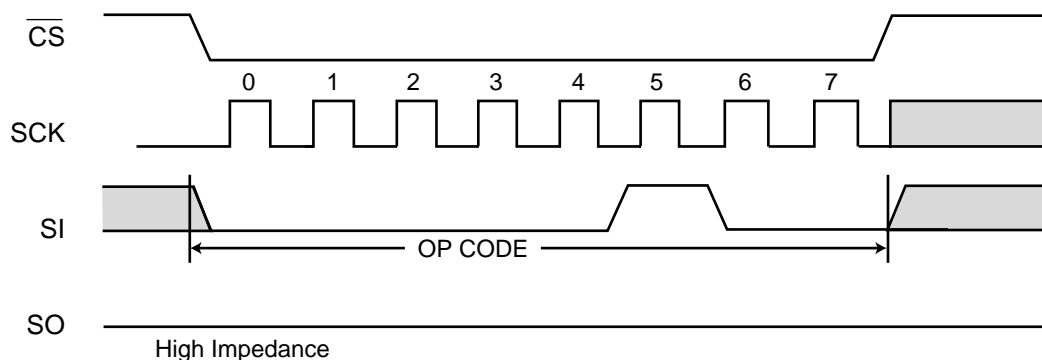 CS
0 1 2 3 4 5 6 7
SCK
SI
OP CODE
SO
High Impedance